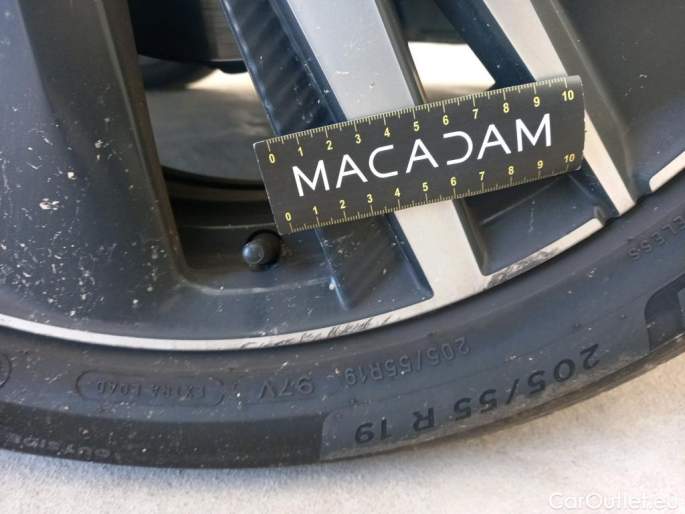 0 1 2 3 4 5 6 7 8 9 10
MACADAM
0 1 2 3 4 5 6 7 8 9 10
205/55 R 19
205/55R19 97V
EXTRA LOAD
OUTSIDE
CarOutlet.eu